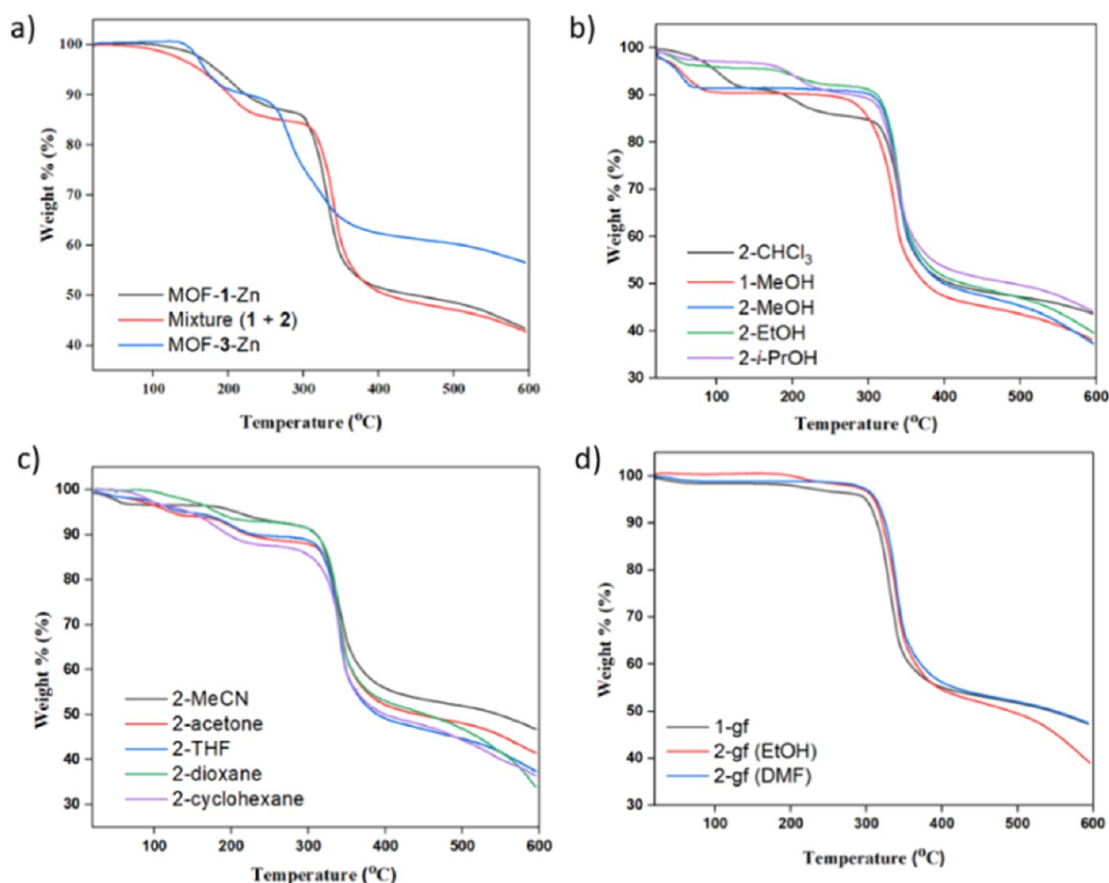 a)
Weight % (%)
100
90
80
70
60
50
40
MOF-1-Zn
Mixture (1 + 2)
MOF-3-Zn
100 200 300 400 500 600
Temperature (°C)
b)
Weight % (%)
100
90
80
70
60
50
40
30
2-CHCl₃
1-MeOH
2-MeOH
2-EtOH
2-i-PrOH
100 200 300 400 500 600
Temperature (°C)
c)
Weight % (%)
100
90
80
70
60
50
40
30
2-MeCN
2-acetone
2-THF
2-dioxane
2-cyclohexane
100 200 300 400 500 600
Temperature (°C)
d)
Weight % (%)
100
90
80
70
60
50
40
30
1-gf
2-gf (EtOH)
2-gf (DMF)
100 200 300 400 500 600
Temperature (°C)